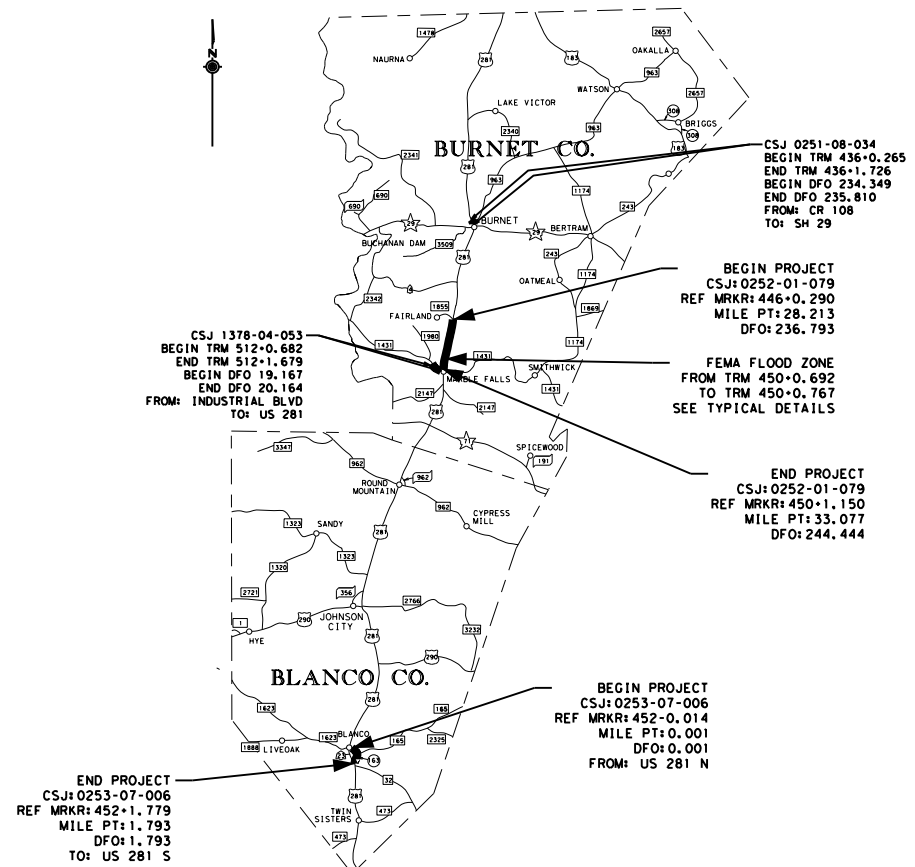 N
1478
2657
OAKALLA
NAURNA
281
183
963
WATSON
2657
LAKE VICTOR
308
BRIGGS
2340
963
308
BURNET CO.
183
2341
281
963
1174
690
690
243
29
BURNET
29
BERTRAM
BUCHANAN DAM
3509
281
243
OATMEAL
1174
2342
1855
FAIRLAND
1869
1980
1431
1431
1174
SMITHWICK
MARBLE FALLS
1431
2147
2147
281
71
SPICEWOOD
191
CSJ 0251-08-034
BEGIN TRM 436+0.265
END TRM 436+1.726
BEGIN DFO 234.349
END DFO 235.810
FROM: CR 108
TO: SH 29
BEGIN PROJECT
CSJ:0252-01-079
REF MRKR:446+0.290
MILE PT:28.213
DFO:236.793
CSJ 1378-04-053
BEGIN TRM 512+0.682
END TRM 512+1.679
BEGIN DFO 19.167
END DFO 20.164
FROM: INDUSTRIAL BLVD
TO: US 281
FEMA FLOOD ZONE
FROM TRM 450+0.692
TO TRM 450+0.767
SEE TYPICAL DETAILS
END PROJECT
CSJ:0252-01-079
REF MRKR:450+1.150
MILE PT:33.077
DFO:244.444
3347
962
ROUND
MOUNTAIN
962
962
CYPRESS
MILL
1323
SANDY
281
1323
1320
2721
356
2766
290
JOHNSON
CITY
1
HYE
281
3232
290
BLANCO CO.
281
1623
165
1623
BLANCO
165
2325
1888
LIVEOAK
23
163
32
281
TWIN
SISTERS
473
473
BEGIN PROJECT
CSJ:0253-07-006
REF MRKR:452-0.014
MILE PT:0.001
DFO:0.001
FROM: US 281 N
END PROJECT
CSJ:0253-07-006
REF MRKR:452+1.779
MILE PT:1.793
DFO:1.793
TO: US 281 S